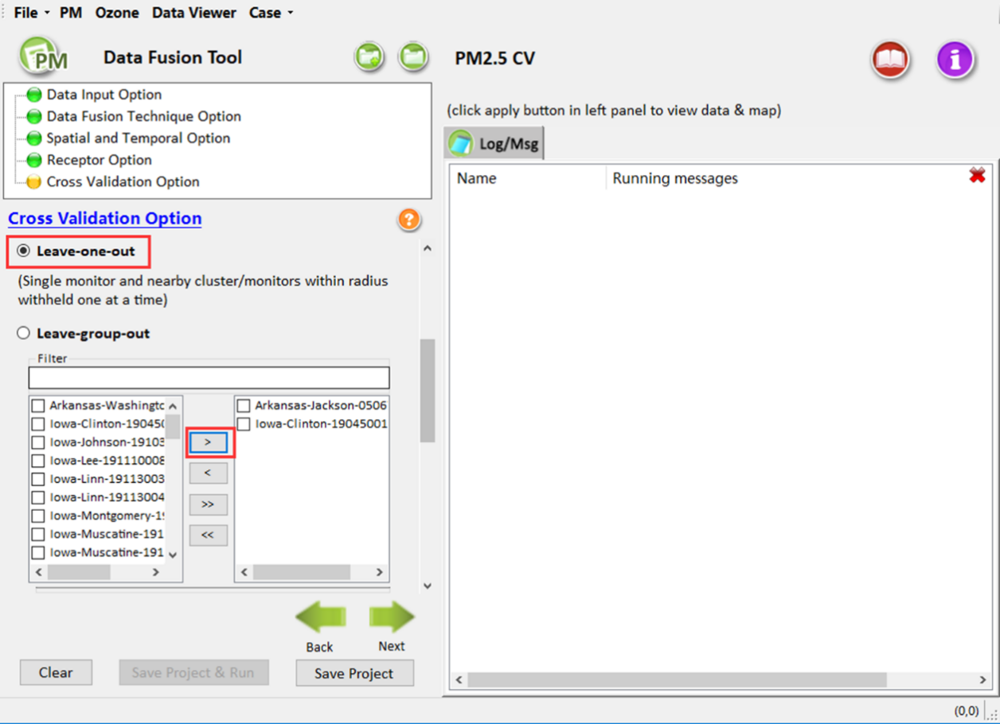 File PM Ozone Data Viewer Case
PM Data Fusion Tool
PM2.5 CV
Data Input Option
Data Fusion Technique Option
Spatial and Temporal Option
Receptor Option
Cross Validation Option
(click apply button in left panel to view data & map)
Log/Msg
Name Running messages
Cross Validation Option ?
Leave-one-out
(Single monitor and nearby cluster/monitors within radius
withheld one at a time)
Leave-group-out
Filter
Arkansas-Washingtc
Iowa-Clinton-19045(
Iowa-Johnson-19103
Iowa-Lee-191110008
Iowa-Linn-19113003
Iowa-Linn-19113004
Iowa-Montgomery-19
Iowa-Muscatine-191
Iowa-Muscatine-191
>
<
>>
<<
Arkansas-Jackson-0506
Iowa-Clinton-19045001
Back Next
Clear Save Project & Run Save Project
(0,0)